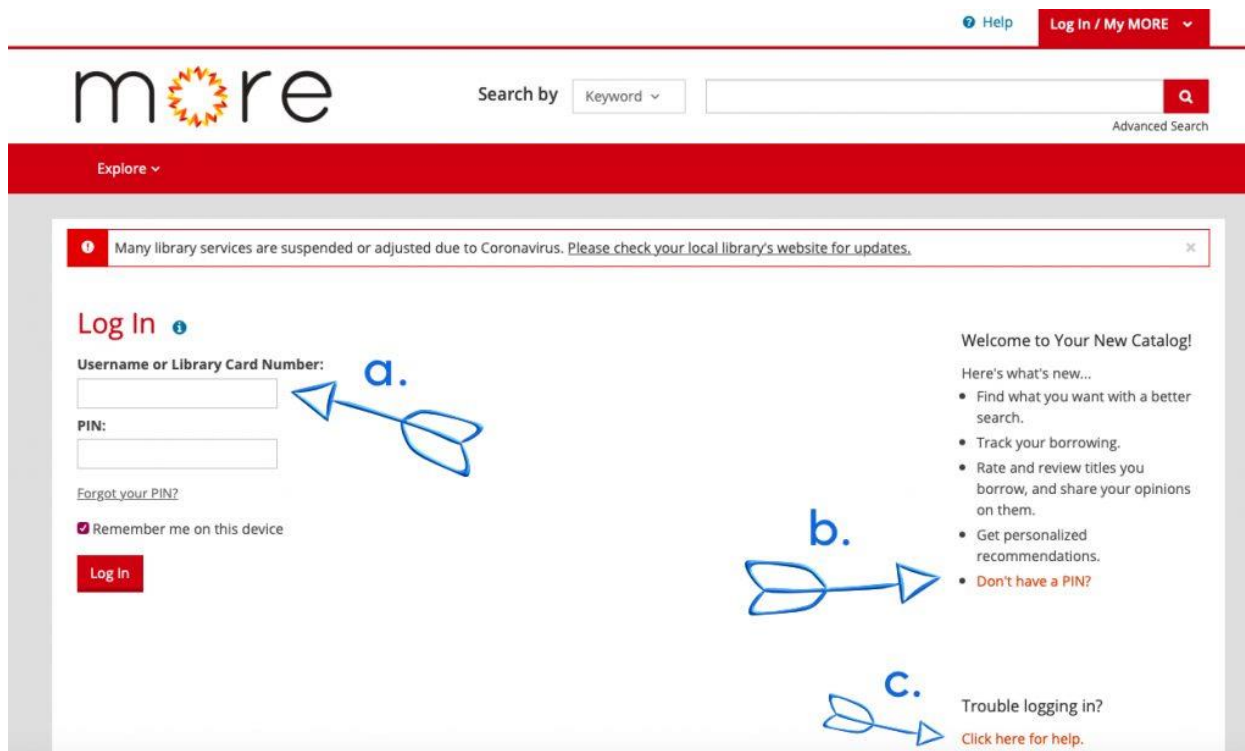 Help
Log In / My MORE
more
Search by
Keyword
Advanced Search
Explore
Many library services are suspended or adjusted due to Coronavirus. Please check your local library's website for updates.
Log In
Username or Library Card Number:
a.
PIN:
Forgot your PIN?
Remember me on this device
Log In
Welcome to Your New Catalog!
Here's what's new...
Find what you want with a better
search.
Track your borrowing.
Rate and review titles you
borrow, and share your opinions
on them.
Get personalized
recommendations.
b.
Don't have a PIN?
c.
Trouble logging in?
Click here for help.